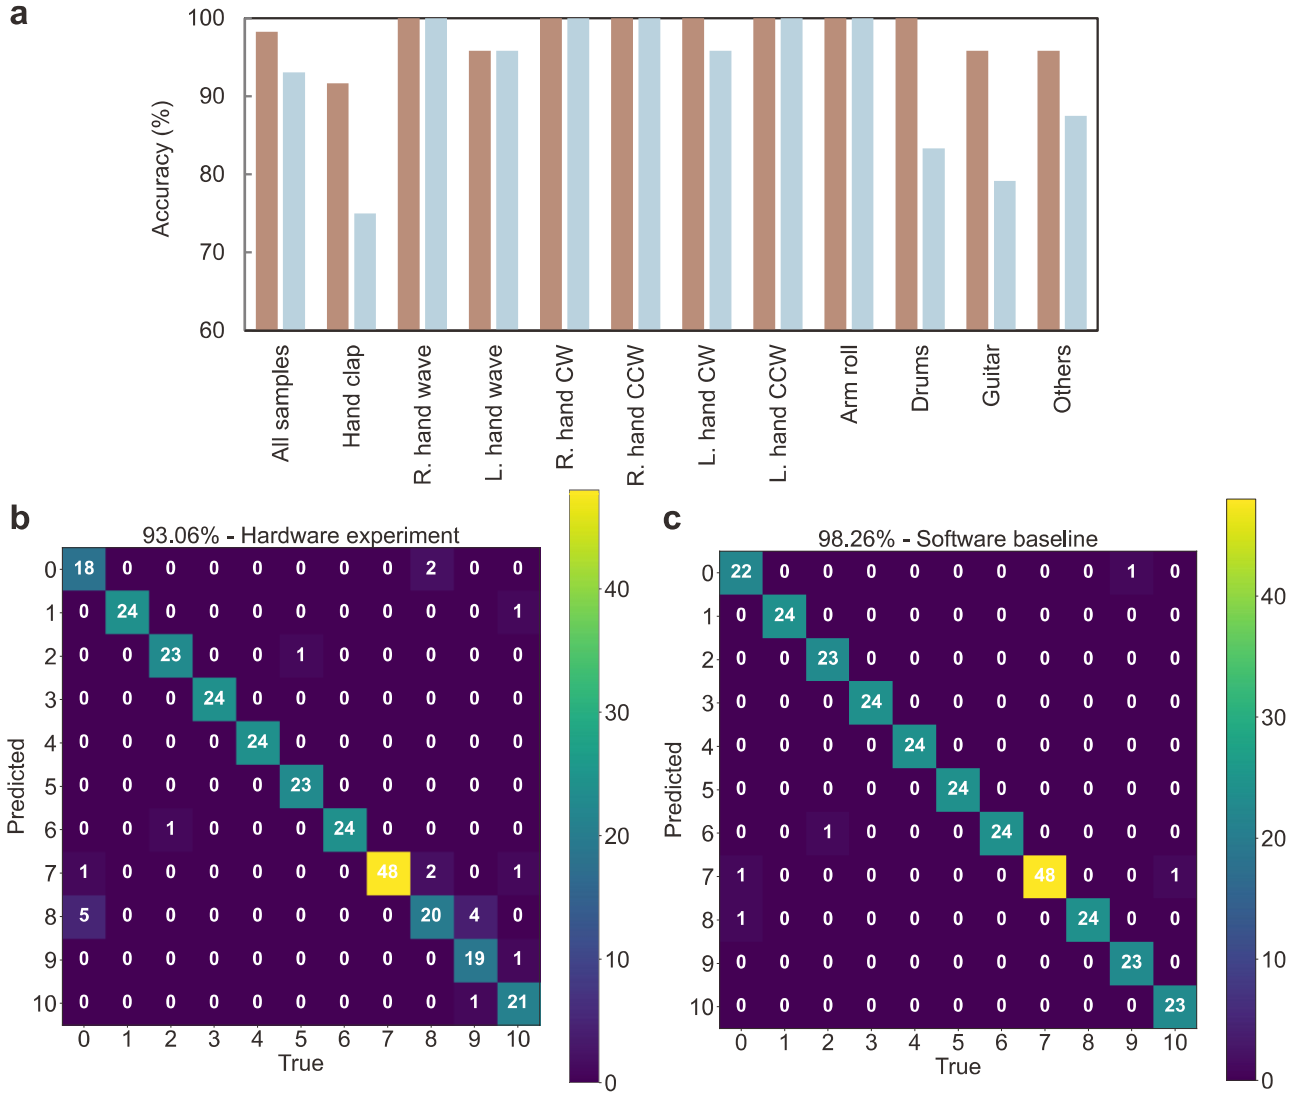 a
100
90
80
70
60
Accuracy (%)
All samples
Hand clap
R. hand wave
L. hand wave
R. hand CW
R. hand CCW
L. hand CW
L. hand CCW
Arm roll
Drums
Guitar
Others
b
93.06% - Hardware experiment
Predicted
0 18 0 0 0 0 0 0 0 2 0 0
1 0 24 0 0 0 0 0 0 0 0 1
2 0 0 23 0 0 1 0 0 0 0 0
3 0 0 0 24 0 0 0 0 0 0 0
4 0 0 0 0 24 0 0 0 0 0 0
5 0 0 0 0 0 23 0 0 0 0 0
6 0 0 1 0 0 0 24 0 0 0 0
7 1 0 0 0 0 0 0 48 2 0 1
8 5 0 0 0 0 0 0 0 20 4 0
9 0 0 0 0 0 0 0 0 0 19 1
10 0 0 0 0 0 0 0 0 0 1 21
0 1 2 3 4 5 6 7 8 9 10
True
40
30
20
10
0
c
98.26% - Software baseline
Predicted
0 22 0 0 0 0 0 0 0 0 1 0
1 0 24 0 0 0 0 0 0 0 0 0
2 0 0 23 0 0 0 0 0 0 0 0
3 0 0 0 24 0 0 0 0 0 0 0
4 0 0 0 0 24 0 0 0 0 0 0
5 0 0 0 0 0 24 0 0 0 0 0
6 0 0 1 0 0 0 24 0 0 0 0
7 1 0 0 0 0 0 0 48 0 0 1
8 1 0 0 0 0 0 0 0 24 0 0
9 0 0 0 0 0 0 0 0 0 23 0
10 0 0 0 0 0 0 0 0 0 0 23
0 1 2 3 4 5 6 7 8 9 10
True
40
30
20
10
0